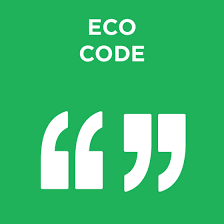 ECO
CODE
“ ”